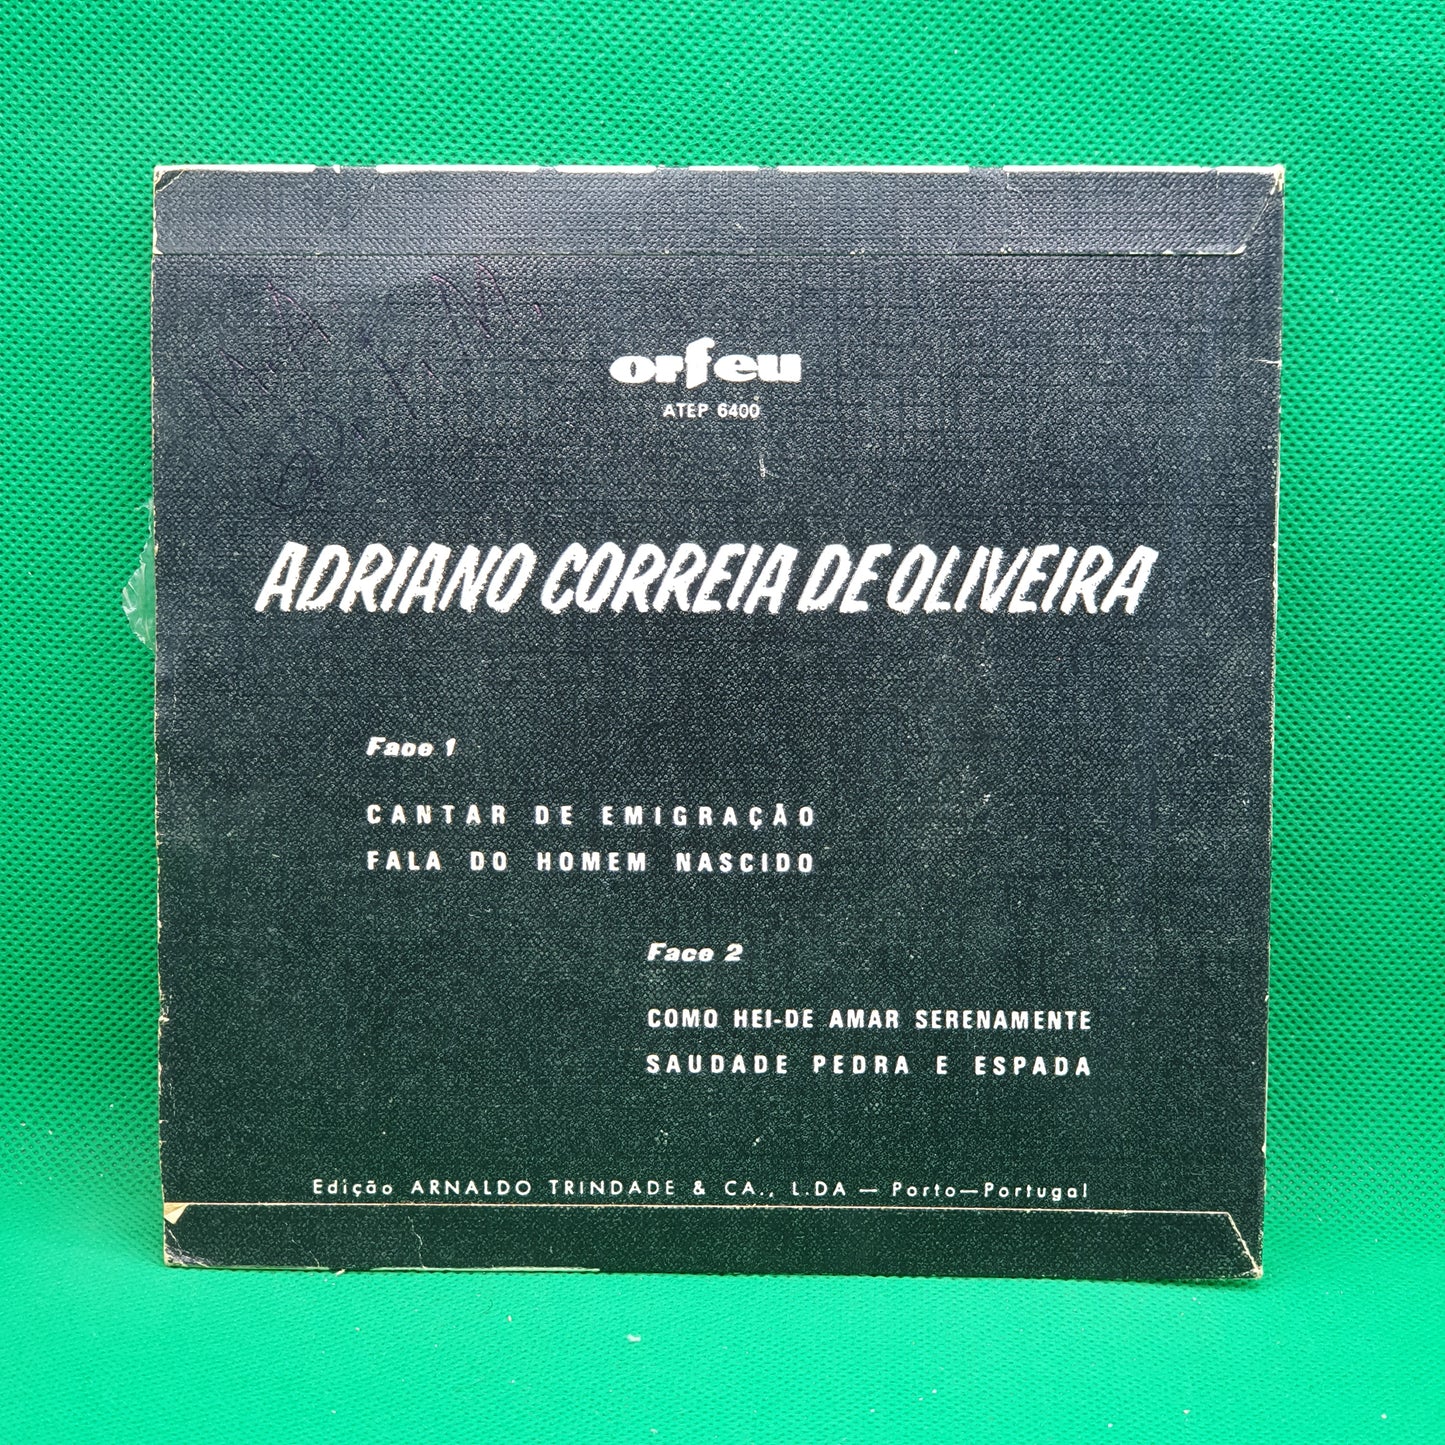 orfeu
ATEP 6400
ADRIANO CORREIA DE OLIVEIRA
Face 1
CANTAR DE EMIGRAÇÃO
FALA DO HOMEM NASCIDO
Face 2
COMO HEI-DE AMAR SERENAMENTE
SAUDADE PEDRA E ESPADA
Edição ARNALDO TRINDADE & CA., L.DA — Porto—Portugal